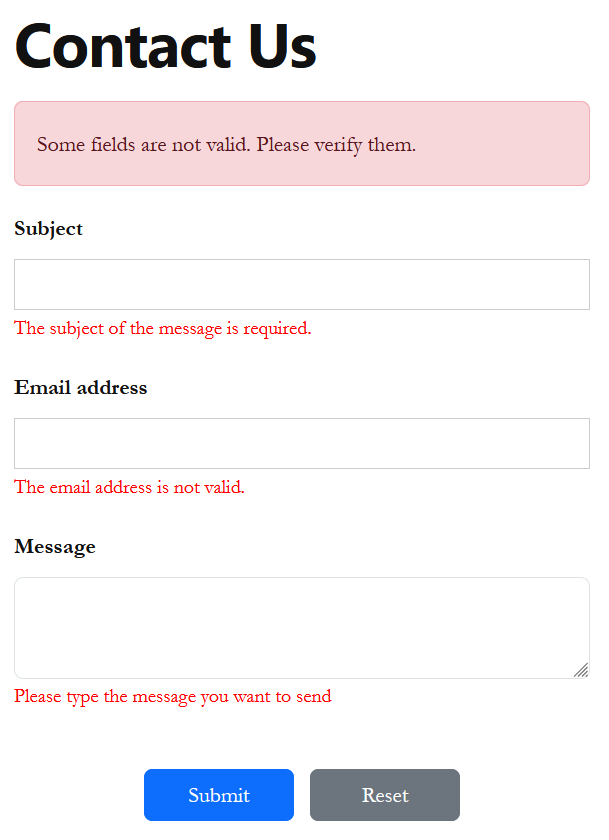 Contact Us
Some fields are not valid. Please verify them.
Subject
The subject of the message is required.
Email address
The email address is not valid.
Message
Please type the message you want to send
Submit
Reset